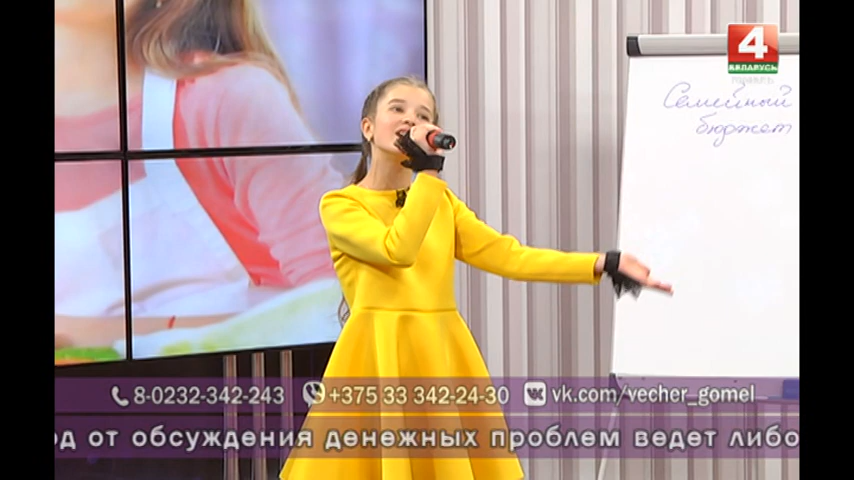 4
БЕЛАРУСЬ
Семейный
бюджет
8-0232-342-243 +375 33 342-24-30 vk.com/vecher_gomel
од от обсуждения денежных проблем ведет либо